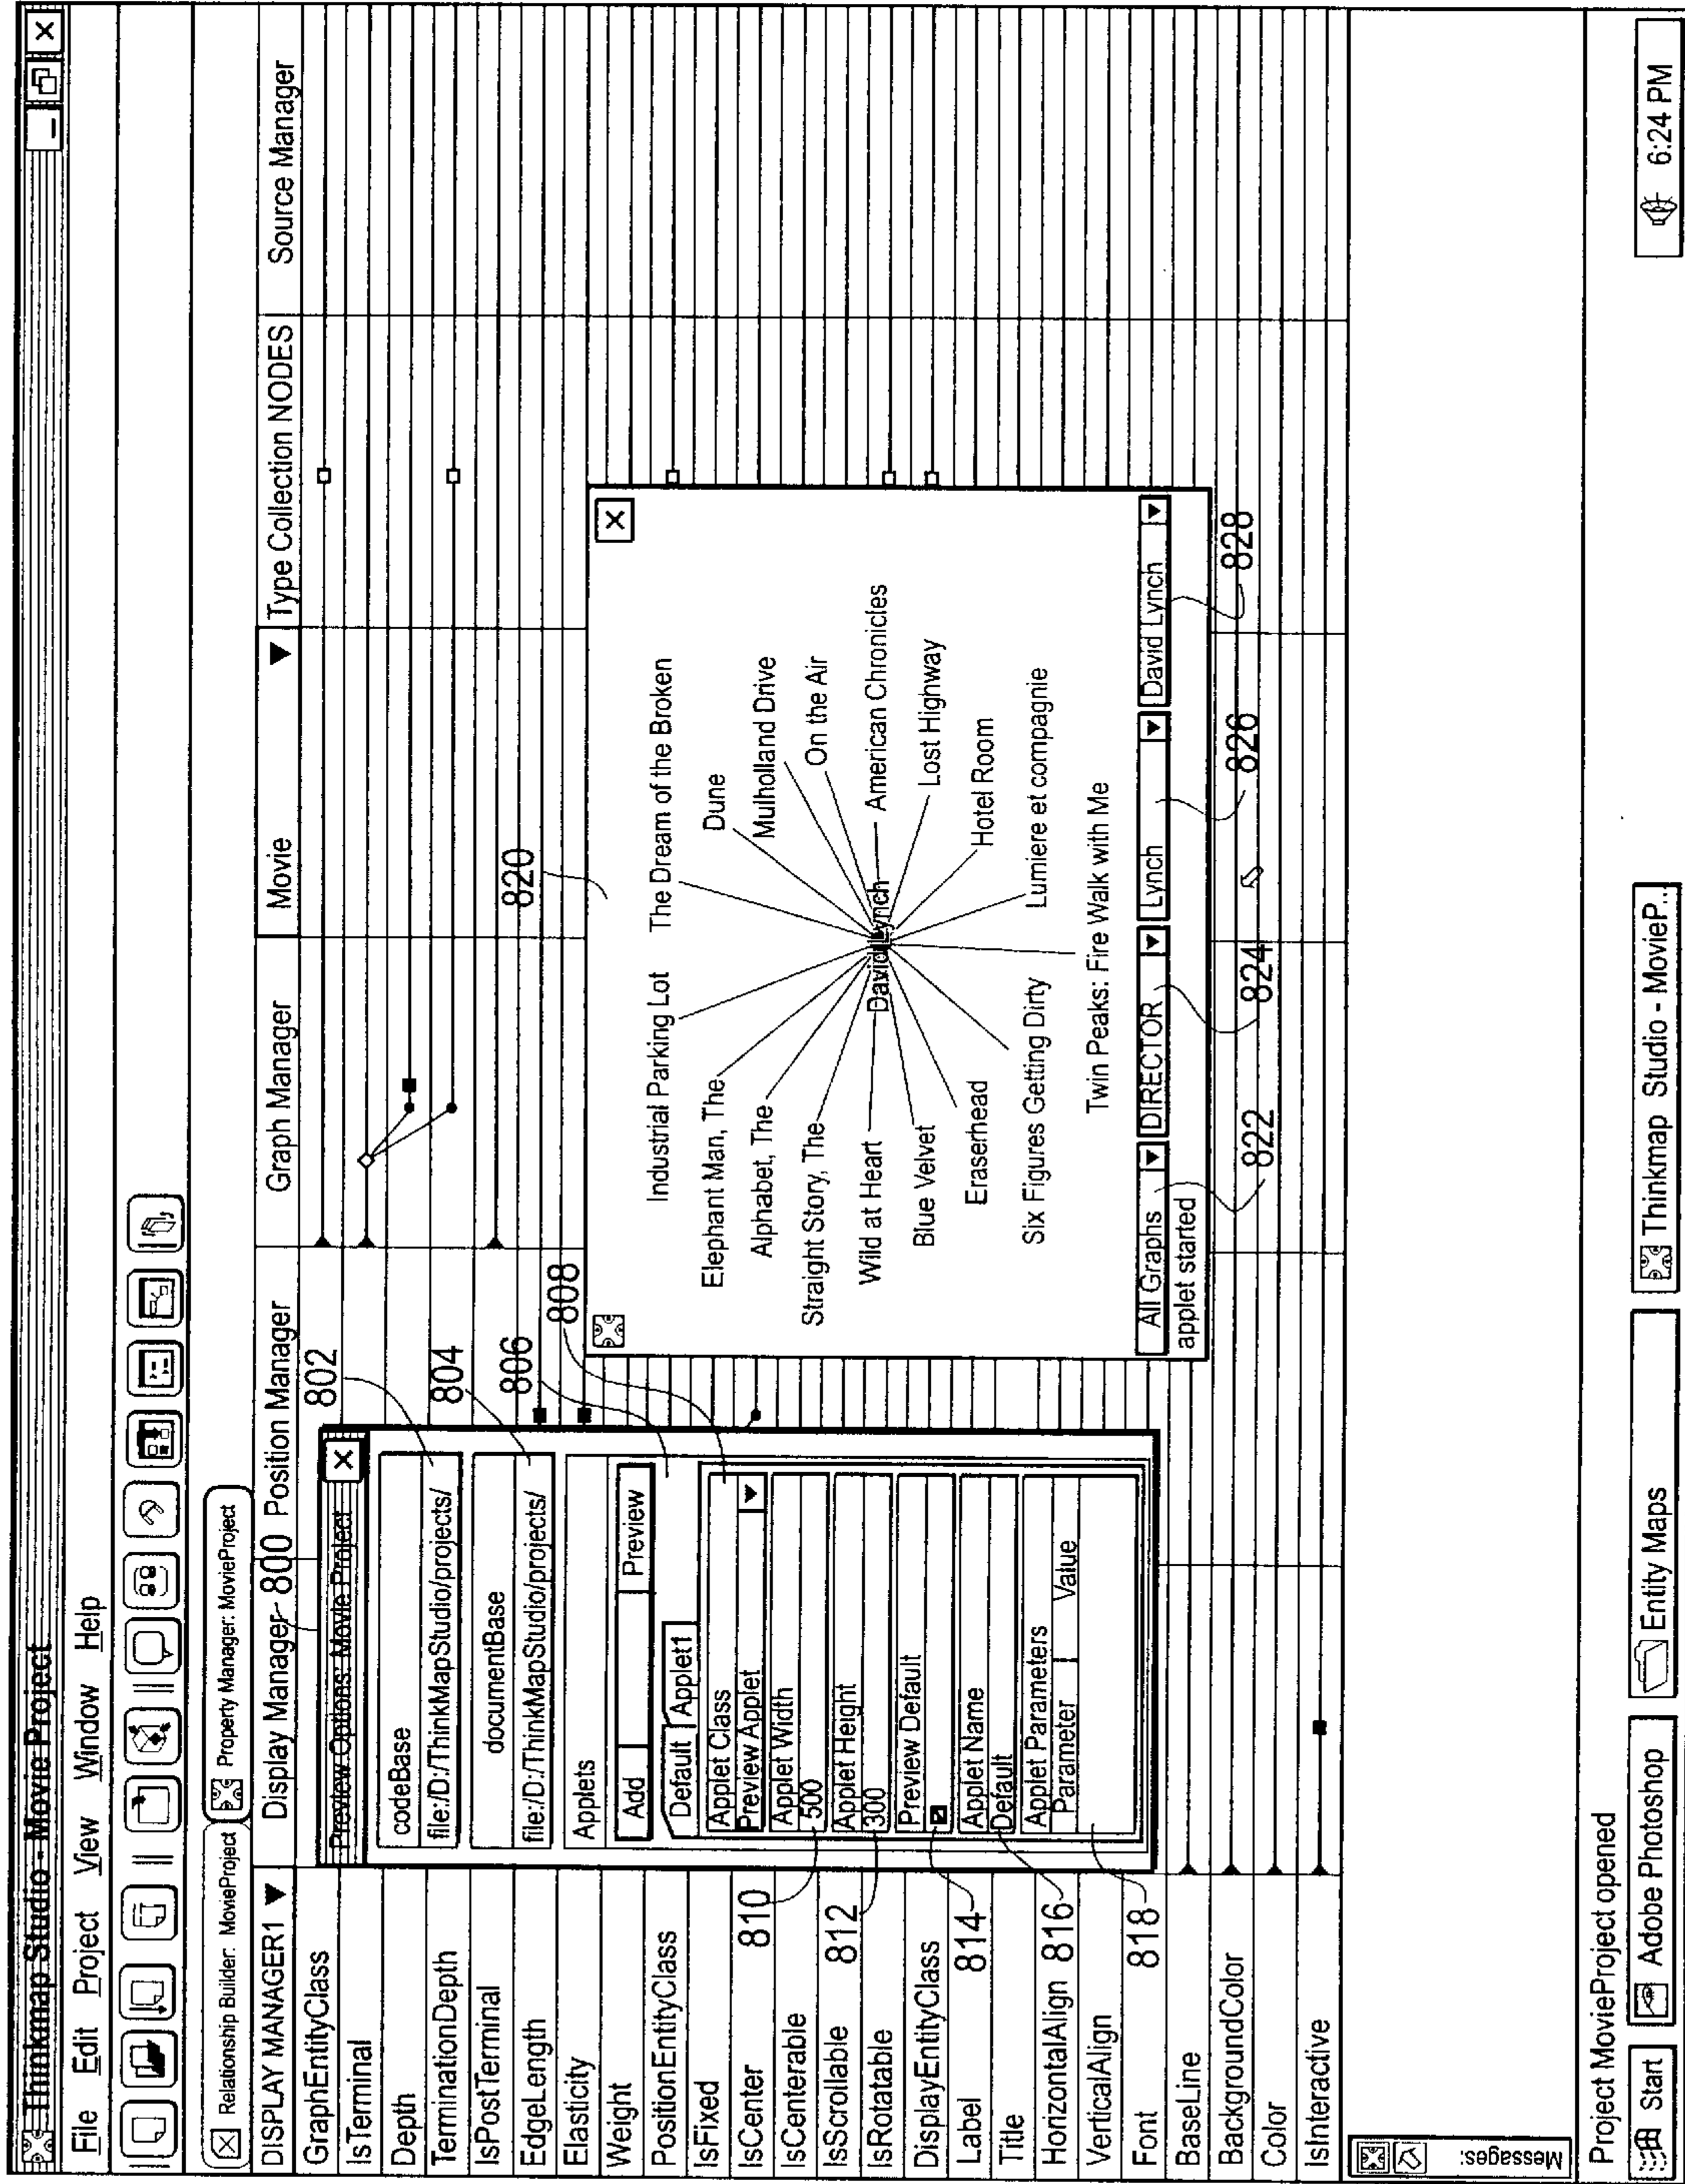 Thinkmap Studio - Movie Project
File Edit Project View Window Help
Relationship Builder: MovieProject Property Manager: MovieProject
DISPLAY MANAGER1 Display Manager 800 Position Manager Graph Manager Movie Type Collection NODES Source Manager
GraphEntityClass
IsTerminal
Depth
TerminationDepth
IsPostTerminal
EdgeLength
Elasticity
Weight
PositionEntityClass
IsFixed
IsCenter
IsCenterable
IsScrollable
IsRotatable
DisplayEntityClass
Label
Title
HorizontalAlign
VerticalAlign
Font
BaseLine
BackgroundColor
Color
IsInteractive
810
812
814
816
818
Preview Options: Movie Project
codeBase
file:/D:/ThinkMapStudio/projects/
documentBase
file:/D:/ThinkMapStudio/projects/
Applets
Add Preview
Default Applet1
Applet Class
Preview Applet
Applet Width
500
Applet Height
300
Preview Default
Applet Name
Default
Applet Parameters
Parameter Value
802
804
806
808
820
Industrial Parking Lot
The Dream of the Broken
Elephant Man, The
Dune
Alphabet, The
Mulholland Drive
Straight Story, The
On the Air
Wild at Heart
David Lynch
American Chronicles
Blue Velvet
Lost Highway
Eraserhead
Hotel Room
Six Figures Getting Dirty
Lumiere et compagnie
Twin Peaks: Fire Walk with Me
All Graphs DIRECTOR Lynch David Lynch
applet started
822
824
826
828
Messages:
Project MovieProject opened
Start Adobe Photoshop Entity Maps Thinkmap Studio - MovieP... 6:24 PM